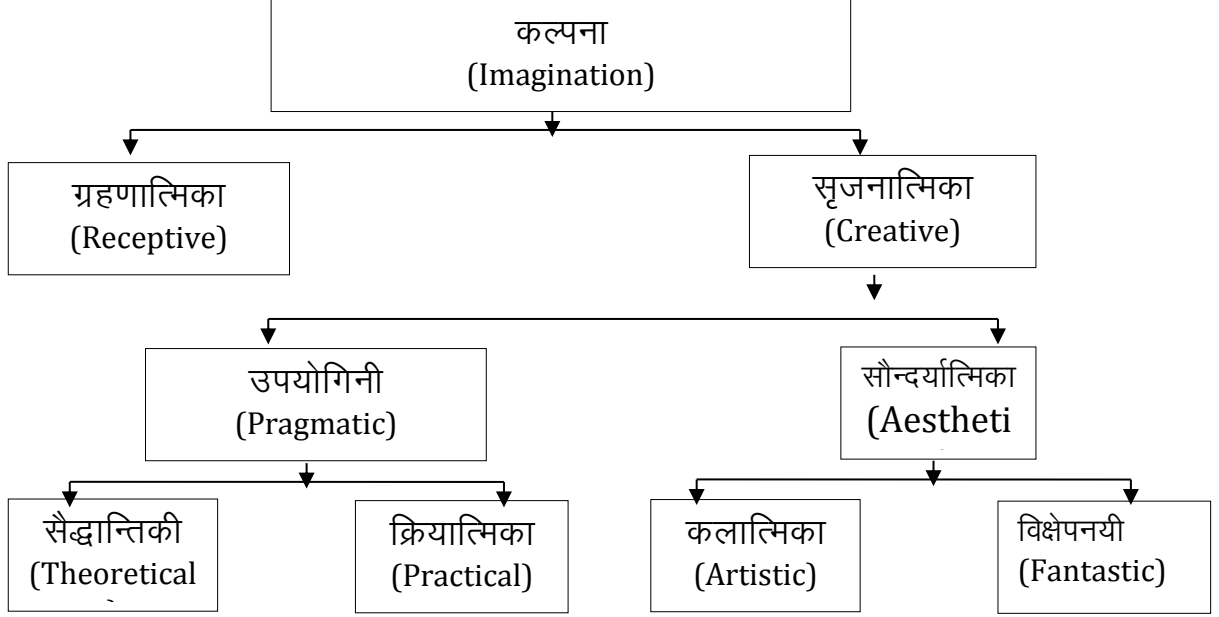 कल्पना
(Imagination)
ग्रहणात्मिका
(Receptive)
सृजनात्मिका
(Creative)
उपयोगिनी
(Pragmatic)
सौन्दर्यात्मिका
(Aestheti
सैद्धान्तिकी
(Theoretical
क्रियात्मिका
(Practical)
कलात्मिका
(Artistic)
विक्षेपनयी
(Fantastic)